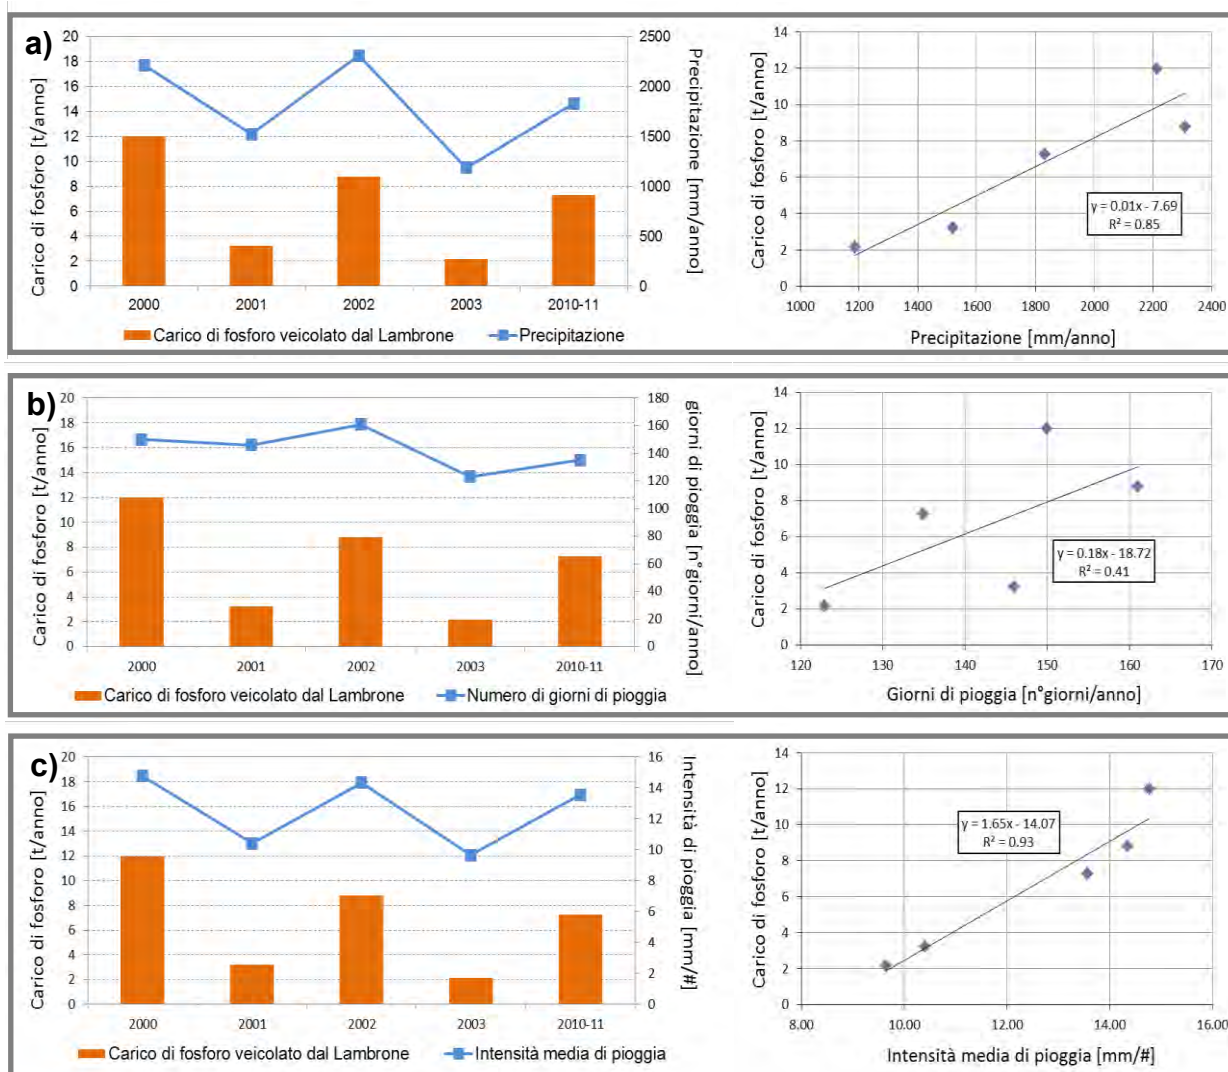 a)
Carico di fosforo [t/anno]
20
18
16
14
12
10
8
6
4
2
0
2500
2000
1500
1000
500
0
Precipitazione [mm/anno]
2000 2001 2002 2003 2010-11
Carico di fosforo veicolato dal Lambrone Precipitazione
Carico di fosforo [t/anno]
14
12
10
8
6
4
2
0
y = 0.01x - 7.69
R² = 0.85
1000 1200 1400 1600 1800 2000 2200 2400
Precipitazione [mm/anno]
b)
Carico di fosforo [t/anno]
20
18
16
14
12
10
8
6
4
2
0
180
160
140
120
100
80
60
40
20
0
giorni di pioggia [n°giorni/anno]
2000 2001 2002 2003 2010-11
Carico di fosforo veicolato dal Lambrone Numero di giorni di pioggia
Carico di fosforo [t/anno]
14
12
10
8
6
4
2
0
y = 0.18x - 18.72
R² = 0.41
120 130 140 150 160 170
Giorni di pioggia [n°giorni/anno]
c)
Carico di fosforo [t/anno]
20
18
16
14
12
10
8
6
4
2
0
16
14
12
10
8
6
4
2
0
Intensità di pioggia [mm/#]
2000 2001 2002 2003 2010-11
Carico di fosforo veicolato dal Lambrone Intensità media di pioggia
Carico di fosforo [t/anno]
14
12
10
8
6
4
2
0
y = 1.65x - 14.07
R² = 0.93
8.00 10.00 12.00 14.00 16.00
Intensità media di pioggia [mm/#]